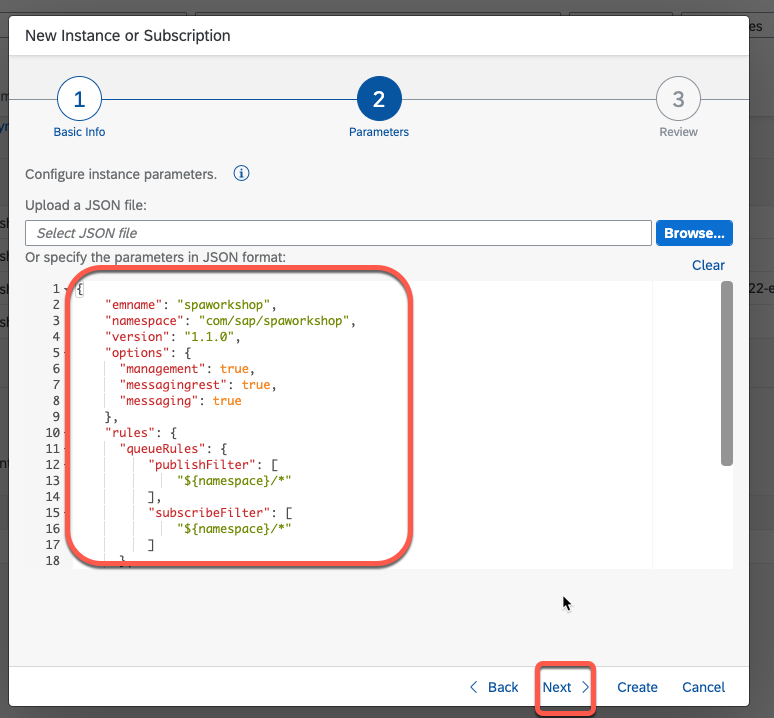 New Instance or Subscription
1
2
3
Basic Info
Parameters
Review
Configure instance parameters.
Upload a JSON file:
Select JSON file
Browse...
Or specify the parameters in JSON format:
Clear
1 {
2 "emname": "spaworkshop",
3 "namespace": "com/sap/spaworkshop",
4 "version": "1.1.0",
5 "options": {
6 "management": true,
7 "messagingrest": true,
8 "messaging": true
9 },
10 "rules": {
11 "queueRules": {
12 "publishFilter": [
13 "${namespace}/*"
14 ],
15 "subscribeFilter": [
16 "${namespace}/*"
17 ]
18 },
Back
Next
Create
Cancel